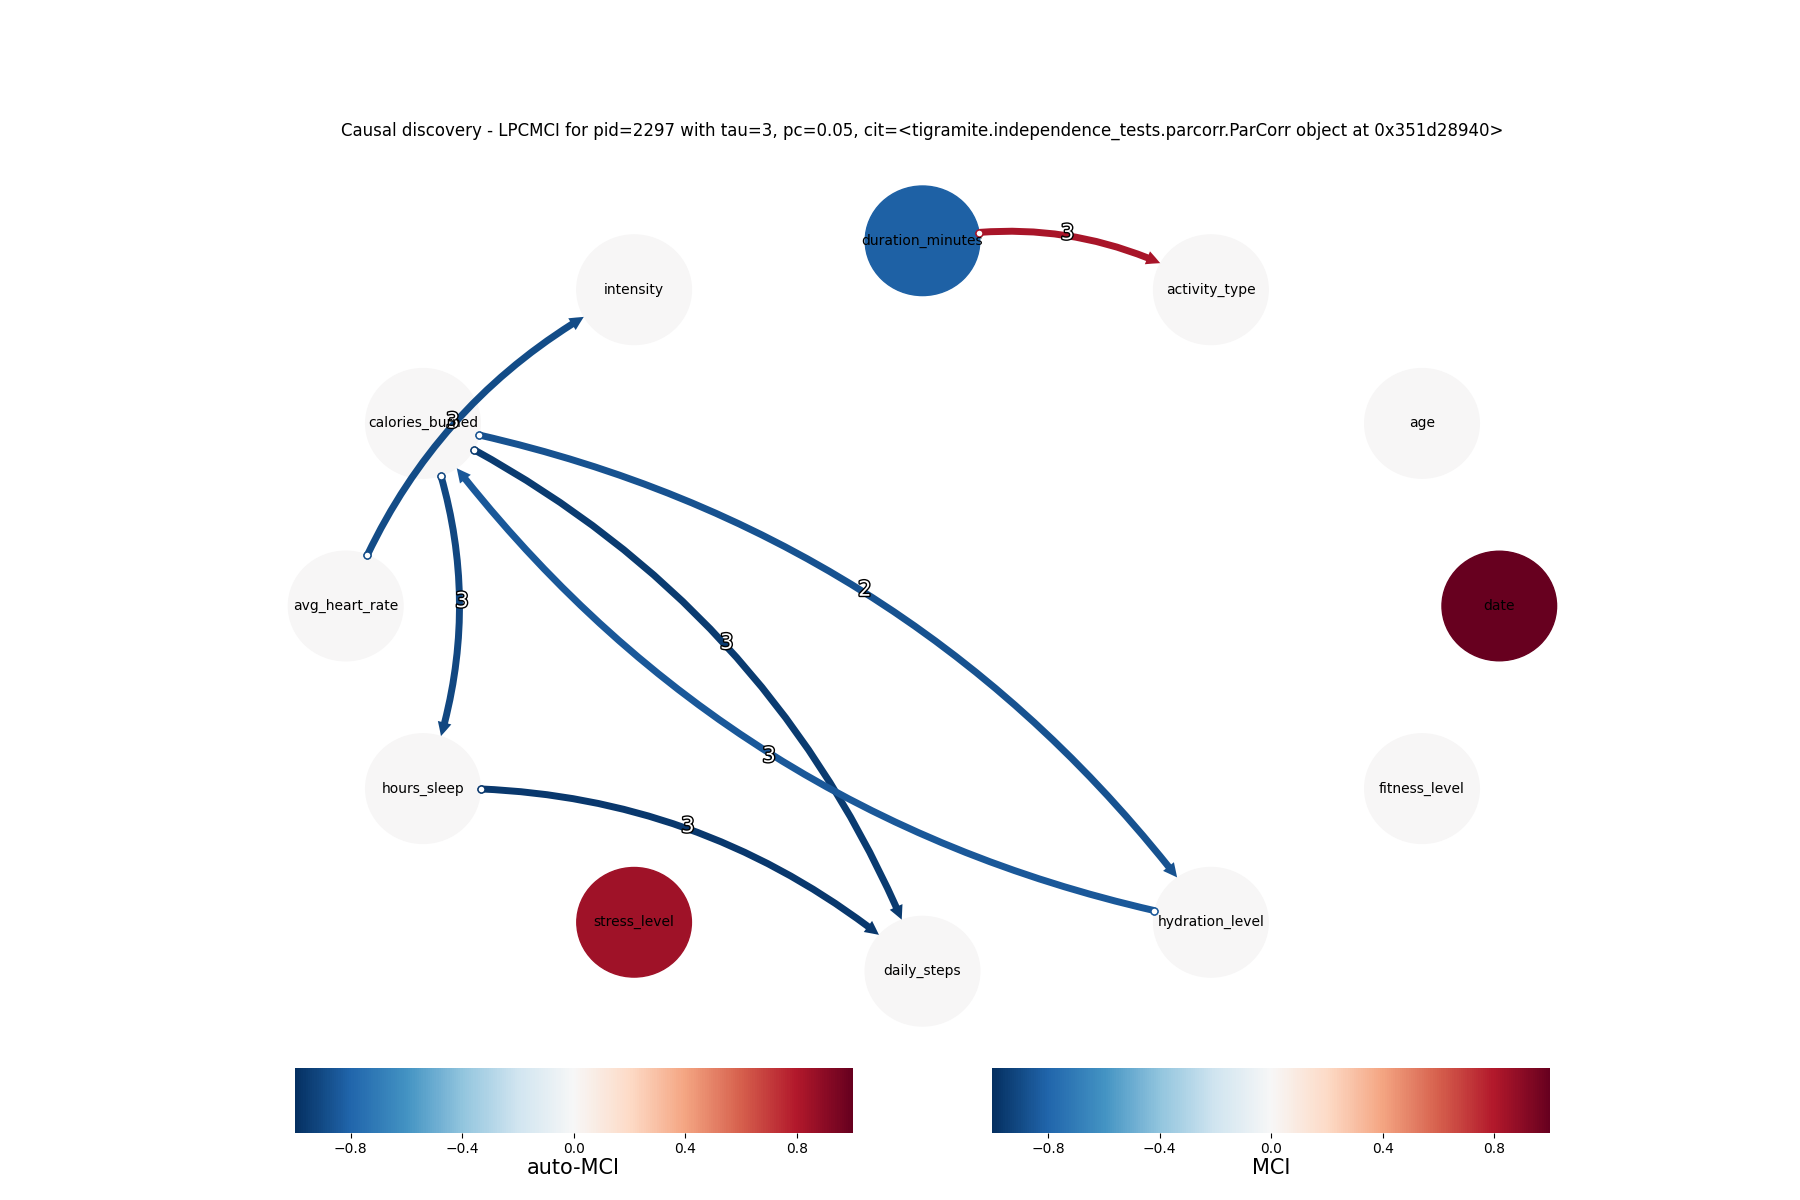 Causal discovery - LPCMCI for pid=2297 with tau=3, pc=0.05, cit=<tigramite.independence_tests.parcorr.ParCorr object at 0x351d28940>
duration_minutes
3
intensity
activity_type
calories_burned
3
age
2
avg_heart_rate
3
date
3
3
hours_sleep
fitness_level
3
stress_level
hydration_level
daily_steps
−0.8 −0.4 0.0 0.4 0.8
auto-MCI
−0.8 −0.4 0.0 0.4 0.8
MCI